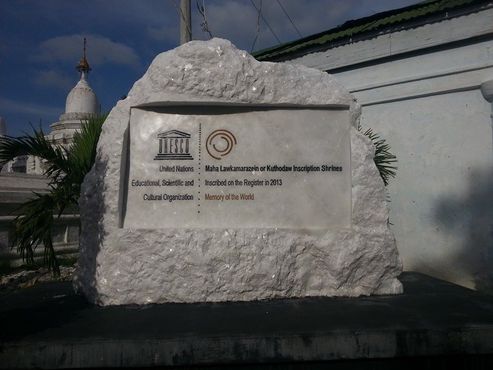 UNESCO
United Nations
Educational, Scientific and
Cultural Organization
Maha Lawkamarazein or Kuthodaw Inscription Shrines
Inscribed on the Register in 2013
Memory of the World